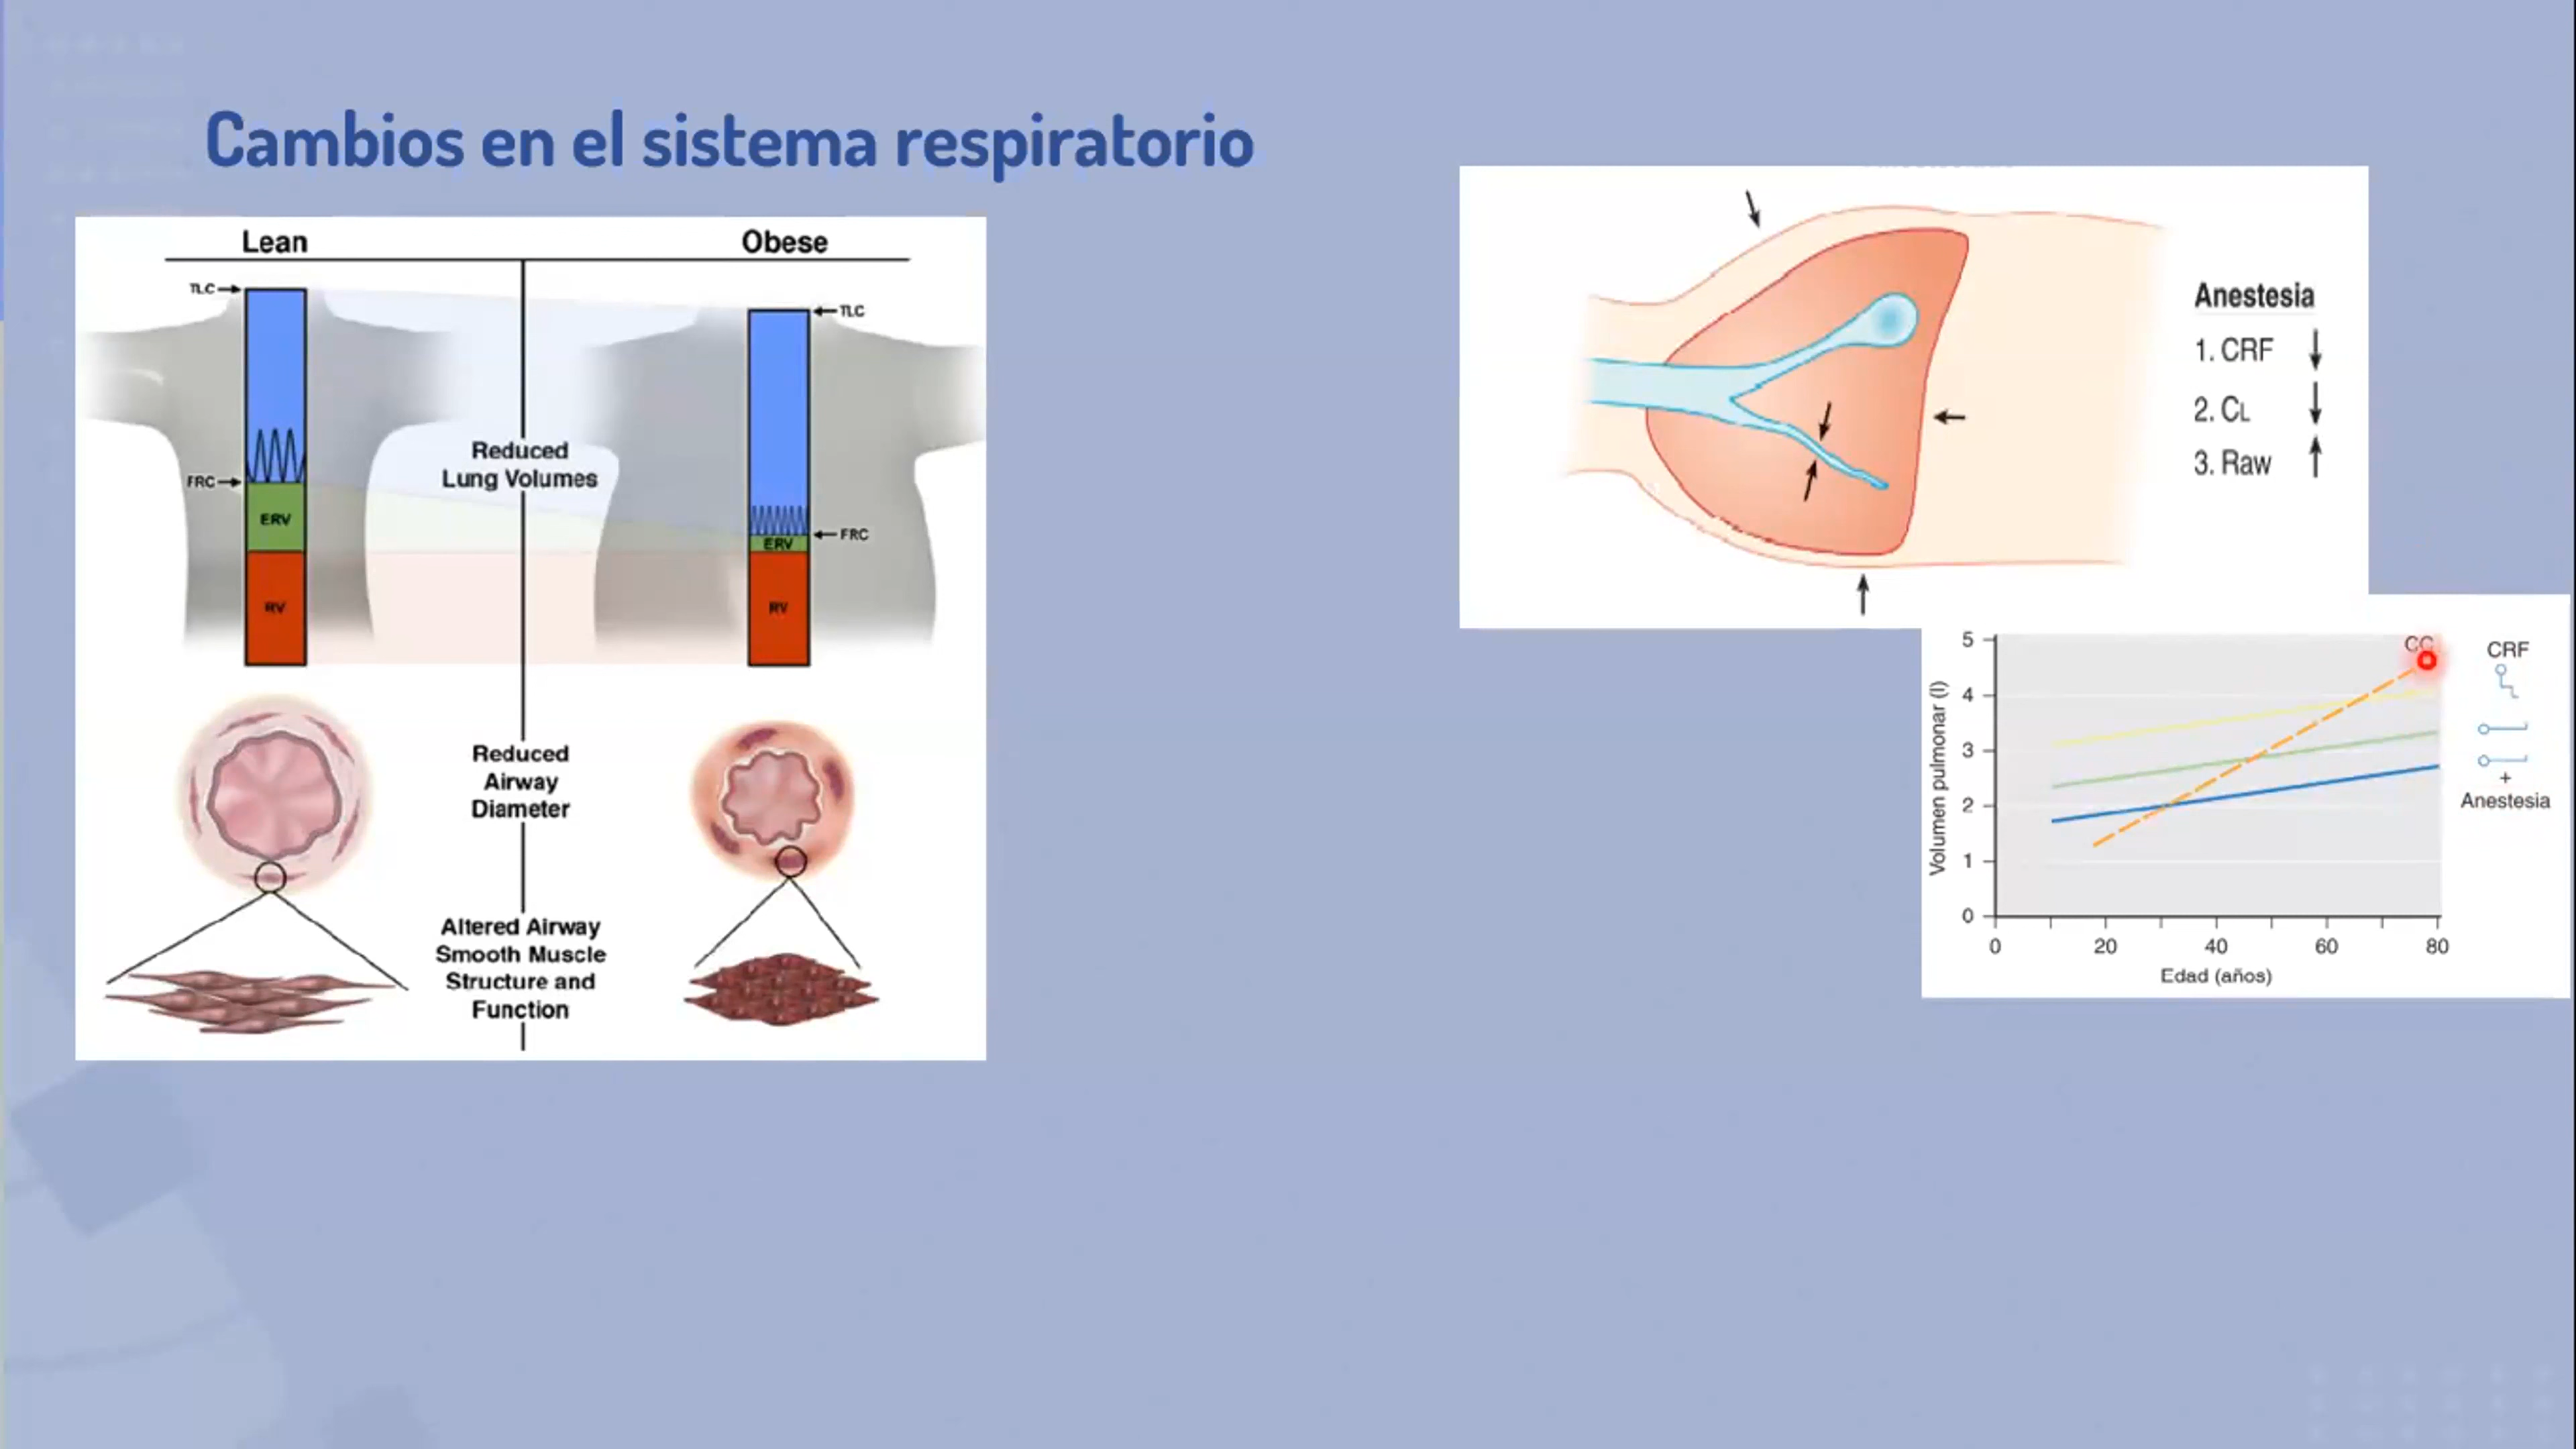 Cambios en el sistema respiratorio
Lean
Obese
TLC
TLC
FRC
ERV
RV
FRC
ERV
RV
Reduced
Lung Volumes
Reduced
Airway
Diameter
Altered Airway
Smooth Muscle
Structure and
Function
Anestesia
1. CRF
2. CL
3. Raw
CC
CRF
+
Anestesia
Volumen pulmonar (l)
5
4
3
2
1
0
0 20 40 60 80
Edad (años)